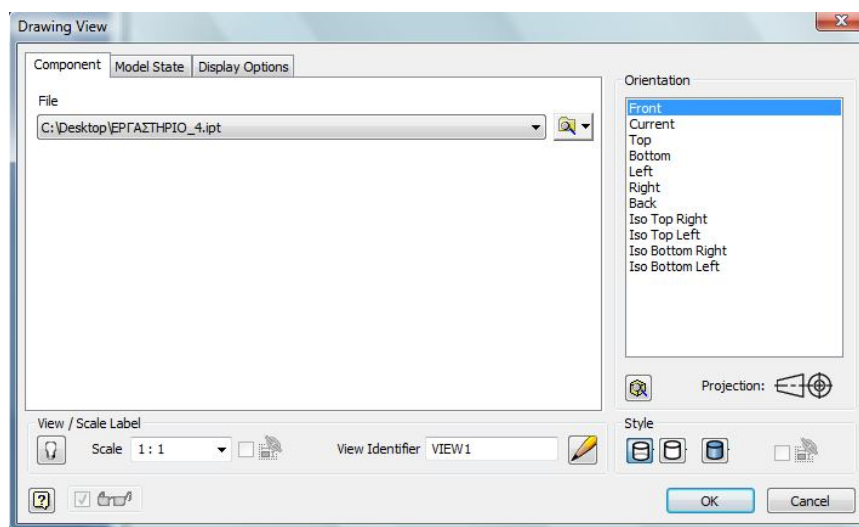 Drawing View
Component Model State Display Options
File
C:\Desktop\ΕΡΓΑΣΤΗΡΙΟ_4.ipt
Orientation
Front
Current
Top
Bottom
Left
Right
Back
Iso Top Right
Iso Top Left
Iso Bottom Right
Iso Bottom Left
Projection:
View / Scale Label
Scale 1 : 1 View Identifier VIEW1
Style
OK Cancel